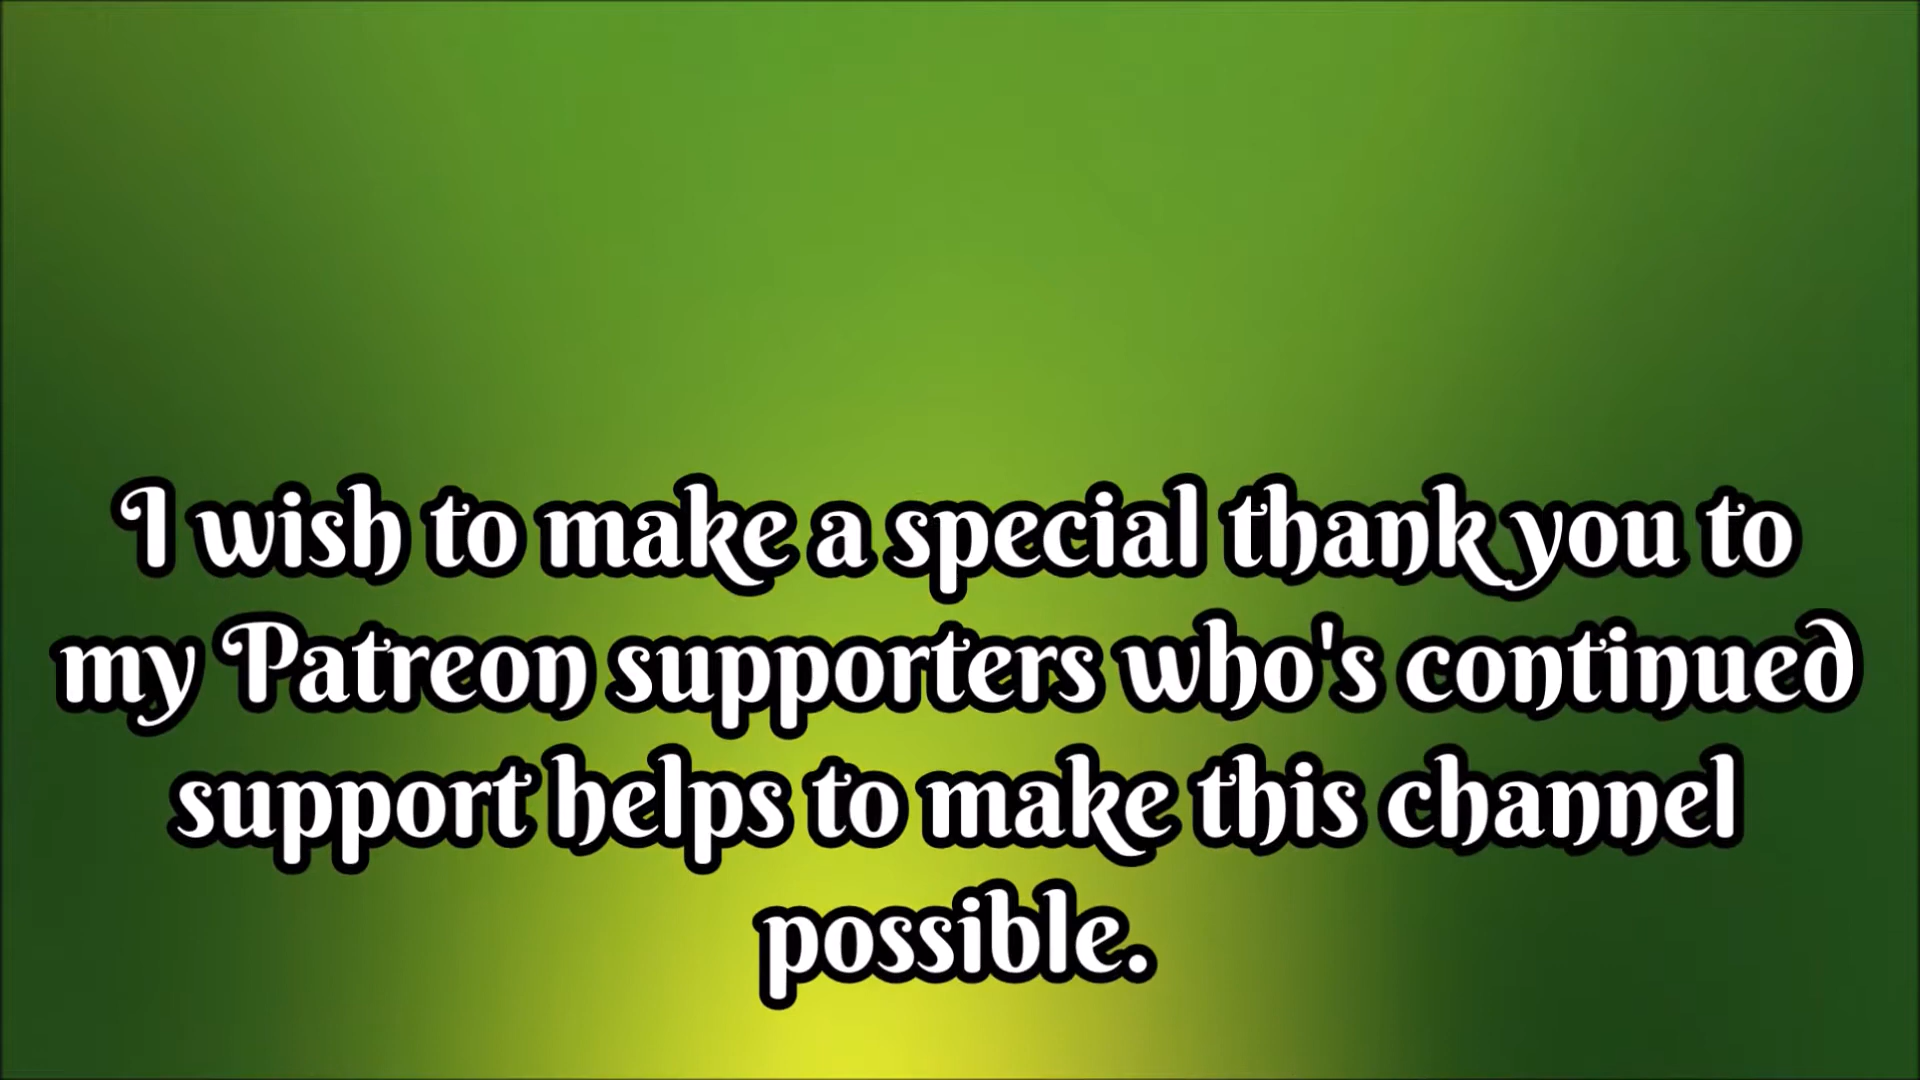 I wish to make a special thank you to
my Patreon supporters who's continued
support helps to make this channel
possible.